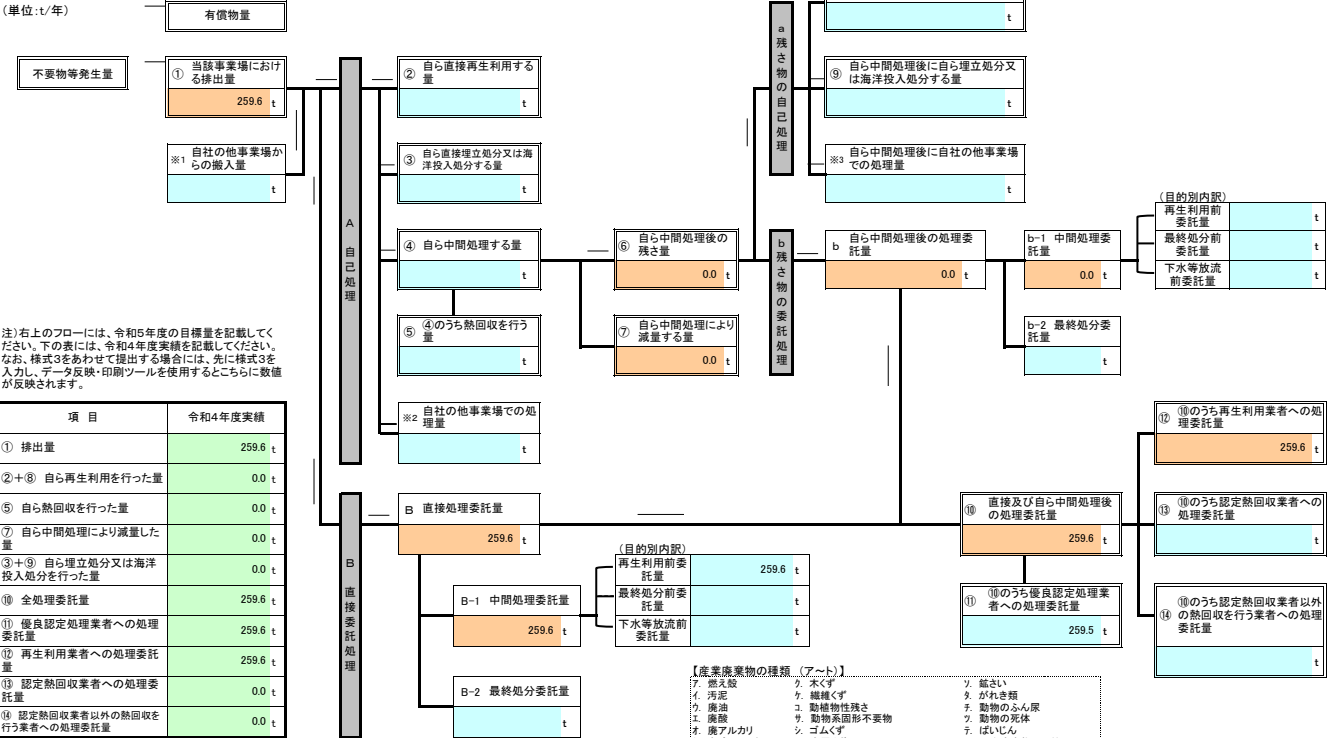 （単位：t/年）
有償物量
t
不要物等発生量
① 当該事業場におけ
る排出量
259.6 t
※1 自社の他事業場か
らの搬入量
t
A 自己処理
② 自ら直接再生利用する
量
t
③ 自ら直接埋立処分又は海
洋投入処分する量
t
④ 自ら中間処理する量
t
⑤ ④のうち熱回収を行う
量
t
※2 自社の他事業場での処
理量
t
⑥ 自ら中間処理後の
残さ量
0.0 t
⑦ 自ら中間処理により
減量する量
0.0 t
a 残さ物の自己処理
⑨ 自ら中間処理後に自ら埋立処分又
は海洋投入処分する量
t
※3 自ら中間処理後に自社の他事業場
での処理量
t
b 残さ物の委託処理
b 自ら中間処理後の処理委
託量
0.0 t
b-1 中間処理委
託量
0.0 t
b-2 最終処分委
託量
t
（目的別内訳）
再生利用前
委託量
t
最終処分前
委託量
t
下水等放流
前委託量
t
注）右上のフローには、令和5年度の目標量を記載してく
ださい。下の表には、令和4年度実績を記載してください。
なお、様式3をあわせて提出する場合には、先に様式3を
入力し、データ反映・印刷ツールを使用するとこちらに数値
が反映されます。
項 目 令和4年度実績
① 排出量 259.6 t
②＋⑧ 自ら再生利用を行った量 0.0 t
⑤ 自ら熱回収を行った量 0.0 t
⑦ 自ら中間処理により減量した
量 0.0 t
③＋⑨ 自ら埋立処分又は海洋
投入処分を行った量 0.0 t
⑩ 全処理委託量 259.6 t
⑪ 優良認定処理業者への処理
委託量 259.6 t
⑫ 再生利用業者への処理委託
量 259.6 t
⑬ 認定熱回収業者への処理委
託量 0.0 t
⑭ 認定熱回収業者以外の熱回収を
行う業者への処理委託量 0.0 t
B 直接委託処理
B 直接処理委託量
259.6 t
B-1 中間処理委託量
259.6 t
B-2 最終処分委託量
t
（目的別内訳）
再生利用前委
託量
259.6 t
最終処分前委
託量
t
下水等放流前
委託量
t
⑩ 直接及び自ら中間処理後
の処理委託量
259.6 t
⑪ ⑩のうち優良認定処理業
者への処理委託量
259.5 t
⑫ ⑩のうち再生利用業者への処
理委託量
259.6 t
⑬ ⑩のうち認定熱回収業者への
処理委託量
t
⑭ ⑩のうち認定熱回収業者以外
の熱回収を行う業者への処理
委託量
t
【産業廃棄物の種類 （ア～ト）】
ア. 燃え殻 ク. 木くず ソ. 鉱さい
イ. 汚泥 ケ. 繊維くず タ. がれき類
ウ. 廃油 コ. 動植物性残さ チ. 動物のふん尿
エ. 廃酸 サ. 動物系固形不要物 ツ. 動物の死体
オ. 廃アルカリ シ. ゴムくず テ. ばいじん